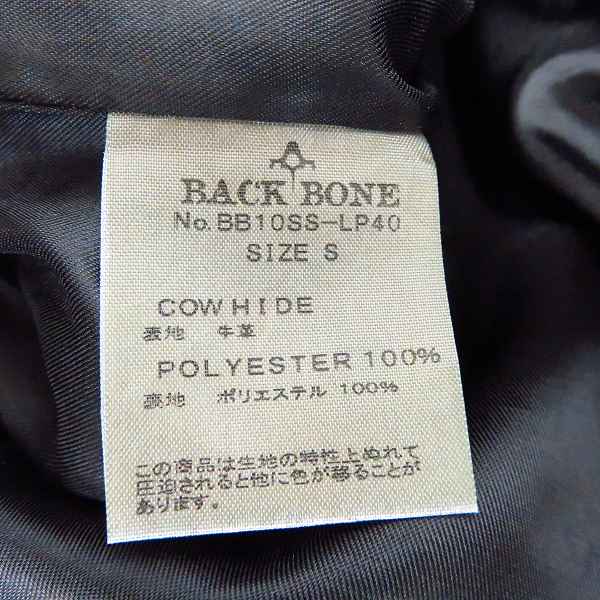 BACK BONE
No.BB10SS-LP40
SIZE S
COW HIDE
表地 牛革
POLYESTER 100%
裏地 ポリエステル 100%
この商品は生地の特性上ぬれて
圧迫されると他に色が移ることが
あります。